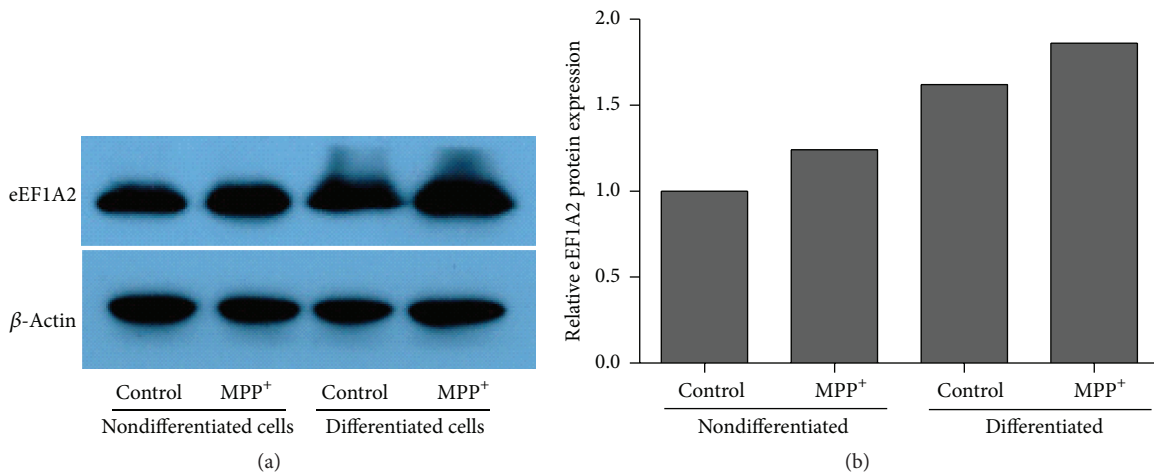 eEF1A2
β-Actin
Control MPP+ Control MPP+
Nondifferentiated cells Differentiated cells
(a)
Relative eEF1A2 protein expression
2.0
1.5
1.0
0.5
0.0
Control MPP+ Control MPP+
Nondifferentiated Differentiated
(b)